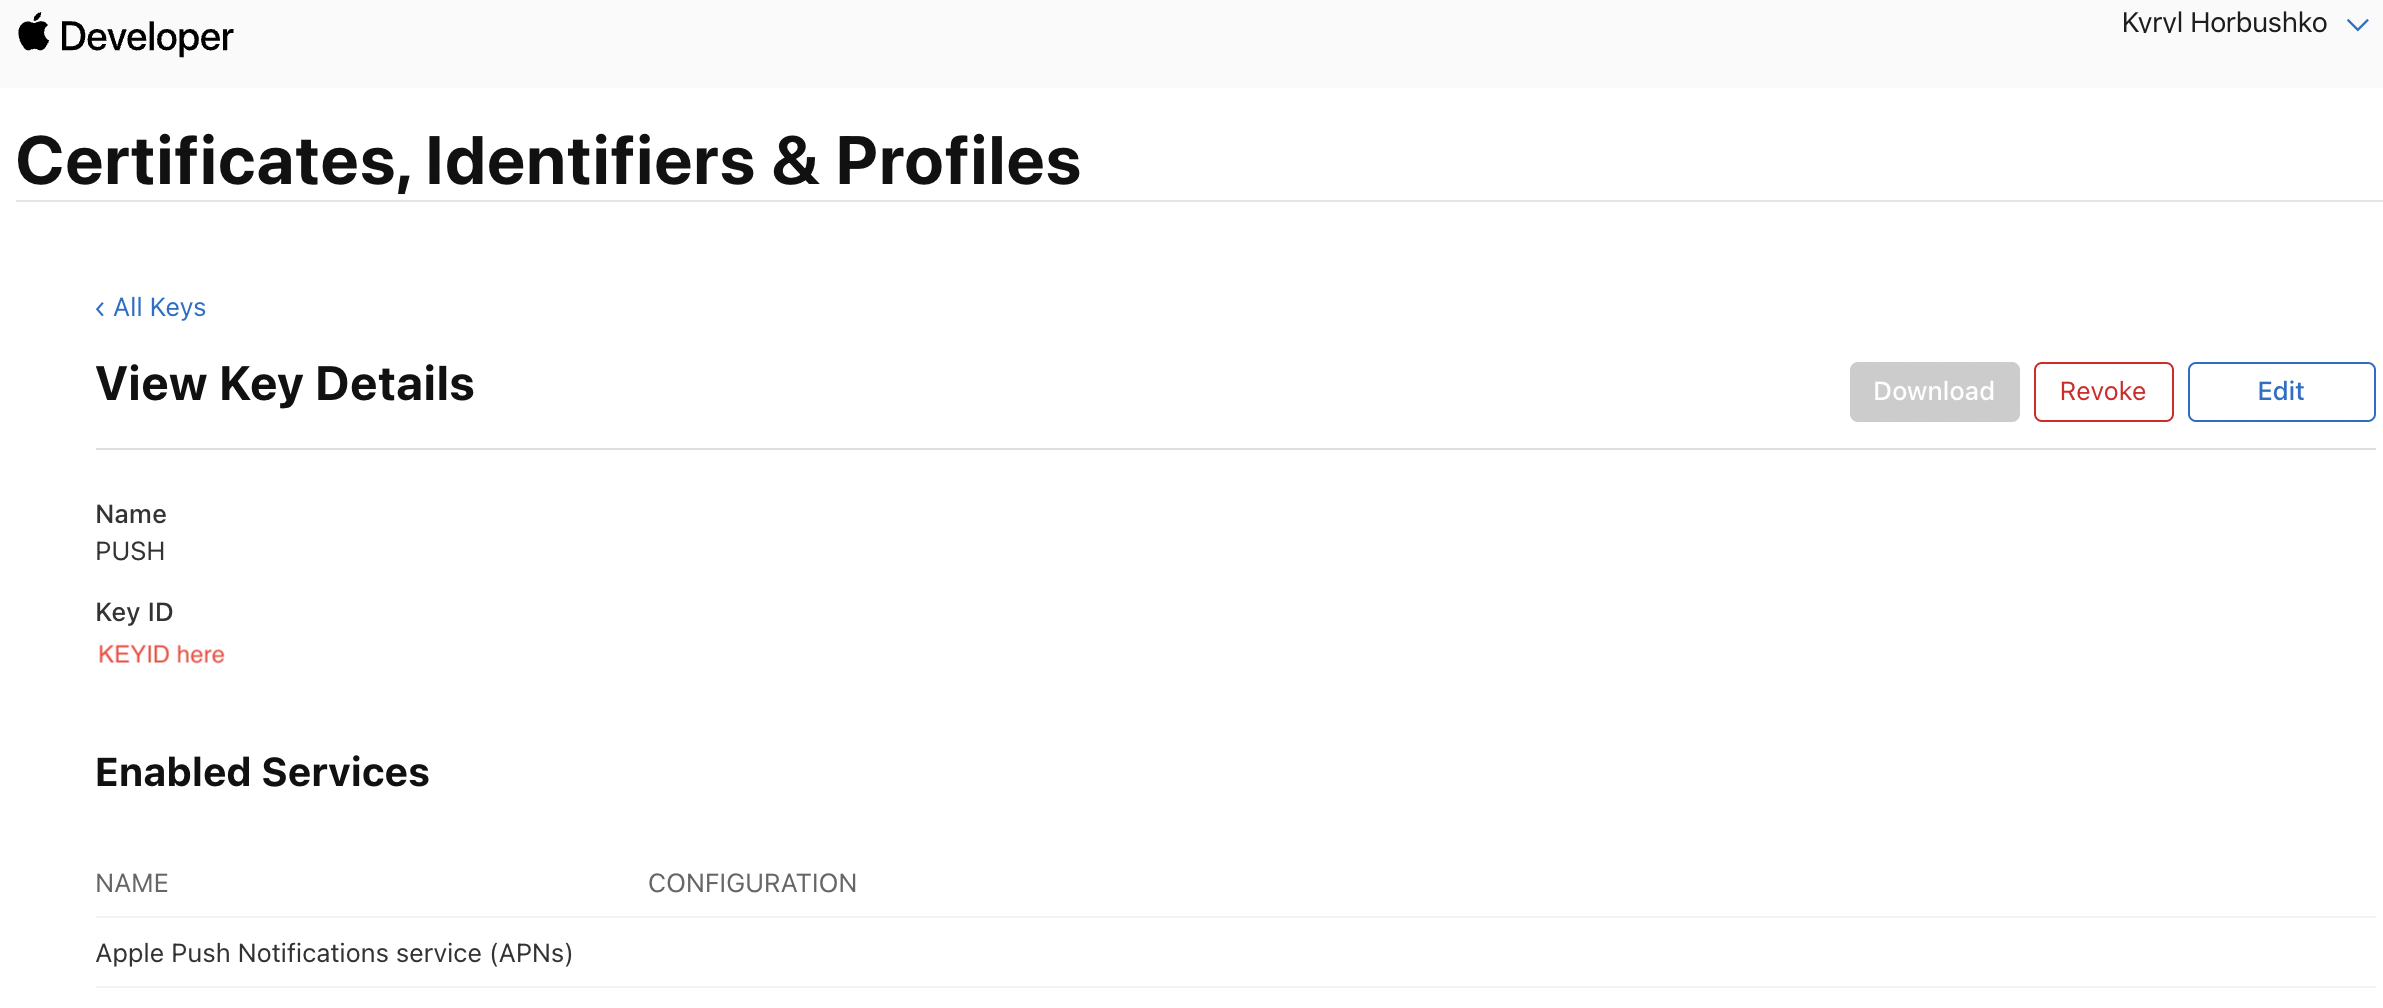 Developer
Kvrvl Horbushko
Certificates, Identifiers & Profiles
‹ All Keys
View Key Details
Download
Revoke
Edit
Name
PUSH
Key ID
KEYID here
Enabled Services
NAME
CONFIGURATION
Apple Push Notifications service (APNs)